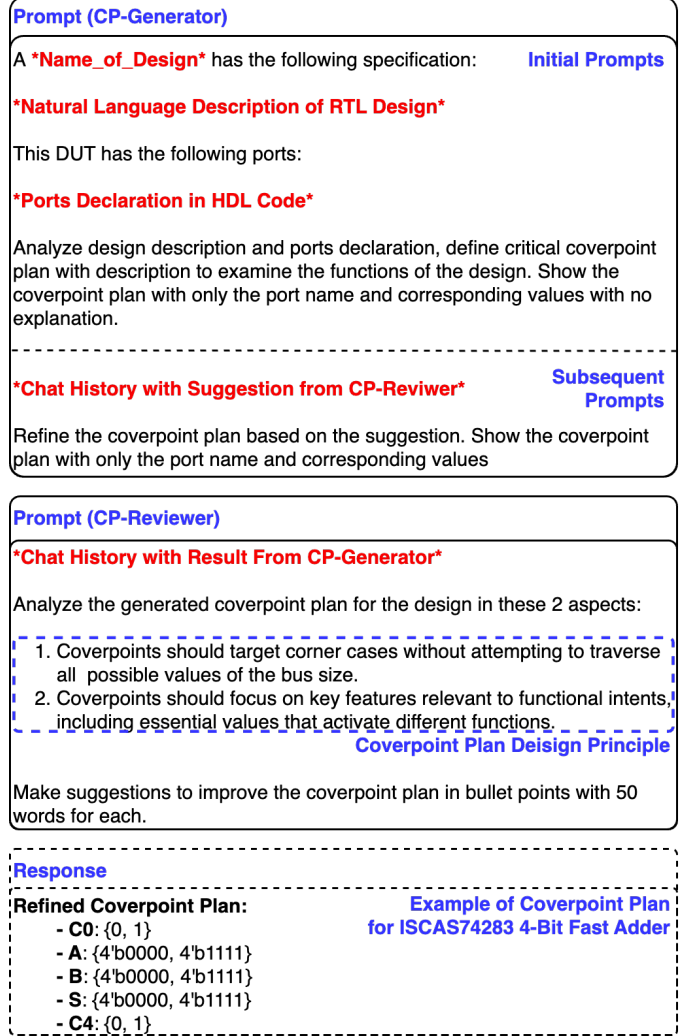 Prompt (CP-Generator)
A *Name_of_Design* has the following specification:
Initial Prompts
*Natural Language Description of RTL Design*
This DUT has the following ports:
*Ports Declaration in HDL Code*
Analyze design description and ports declaration, define critical coverpoint
plan with description to examine the functions of the design. Show the
coverpoint plan with only the port name and corresponding values with no
explanation.
*Chat History with Suggestion from CP-Reviwer*
Subsequent
Prompts
Refine the coverpoint plan based on the suggestion. Show the coverpoint
plan with only the port name and corresponding values
Prompt (CP-Reviewer)
*Chat History with Result From CP-Generator*
Analyze the generated coverpoint plan for the design in these 2 aspects:
1. Coverpoints should target corner cases without attempting to traverse
all possible values of the bus size.
2. Coverpoints should focus on key features relevant to functional intents,
including essential values that activate different functions.
Coverpoint Plan Deisign Principle
Make suggestions to improve the coverpoint plan in bullet points with 50
words for each.
Response
Refined Coverpoint Plan:
Example of Coverpoint Plan
for ISCAS74283 4-Bit Fast Adder
- C0: {0, 1}
- A: {4'b0000, 4'b1111}
- B: {4'b0000, 4'b1111}
- S: {4'b0000, 4'b1111}
- C4: {0, 1}